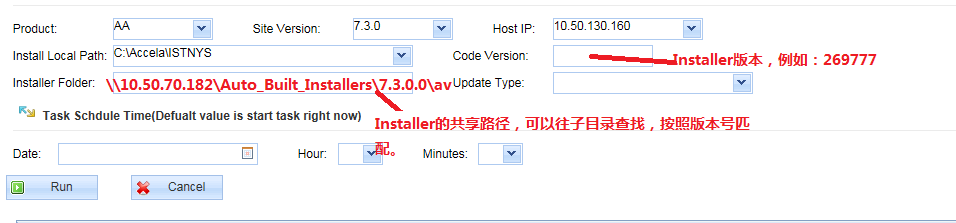 Product: AA Site Version: 7.3.0 Host IP: 10.50.130.160
Install Local Path: C:\Accela\ISTNYS Code Version: Installer版本，例如：269777
Installer Folder: \\10.50.70.182\Auto_Built_Installers\7.3.0.0\av Update Type:
Task Schdule Time(Defualt value is start task right now)
Installer的共享路径，可以往子目录查找，按照版本号匹
配。
Date: Hour: Minutes:
Run Cancel